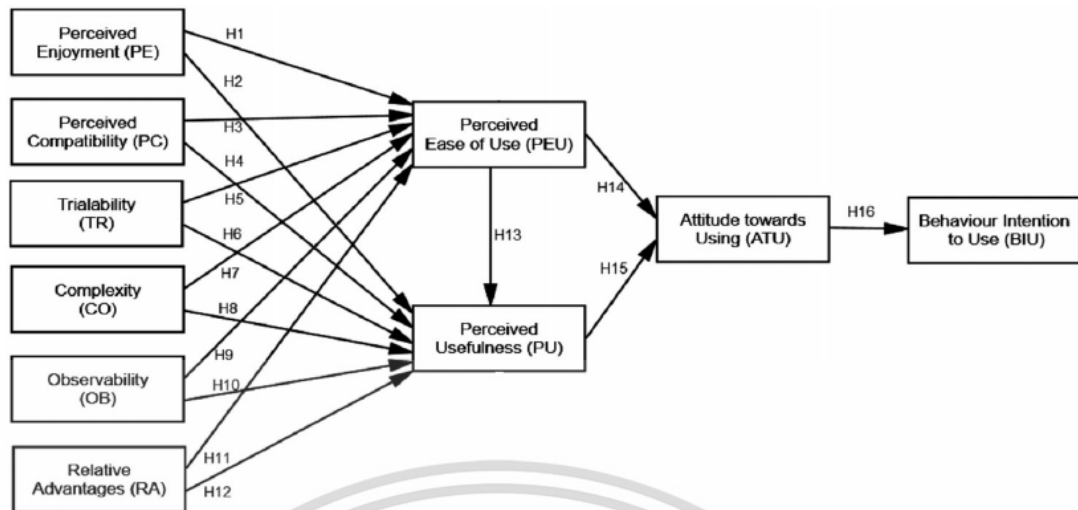 Perceived
Enjoyment (PE)
H1
H2
Perceived
Compatibility (PC)
H3
H4
Perceived
Ease of Use (PEU)
Trialability
(TR)
H5
H6
H14
Attitude towards
Using (ATU)
H16
Behaviour Intention
to Use (BIU)
H13
H15
Complexity
(CO)
H7
H8
Perceived
Usefulness (PU)
Observability
(OB)
H9
H10
Relative
Advantages (RA)
H11
H12